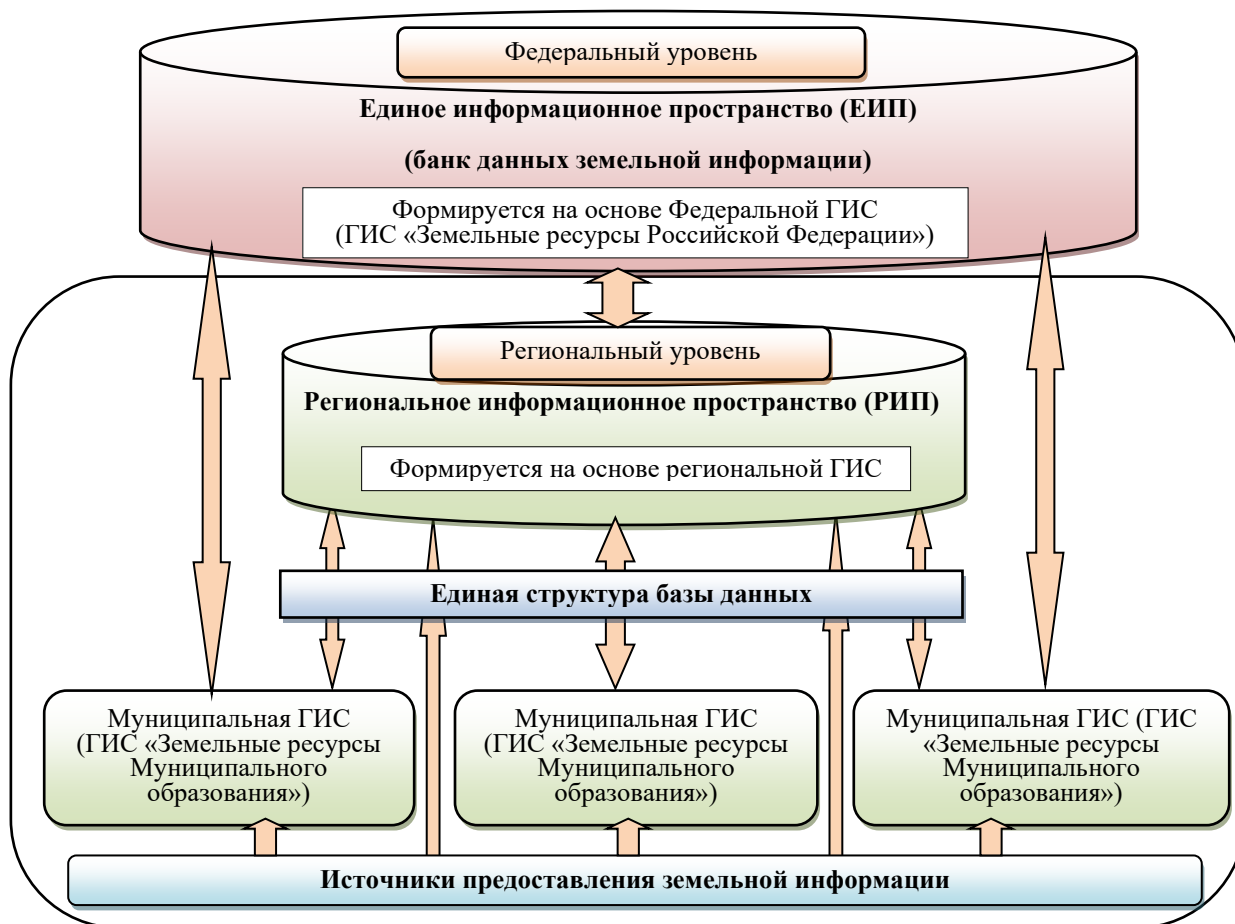 Федеральный уровень
Единое информационное пространство (ЕИП)
(банк данных земельной информации)
Формируется на основе Федеральной ГИС
(ГИС «Земельные ресурсы Российской Федерации»)
Региональный уровень
Региональное информационное пространство (РИП)
Формируется на основе региональной ГИС
Единая структура базы данных
Муниципальная ГИС
(ГИС «Земельные ресурсы
Муниципального
образования»)
Муниципальная ГИС
(ГИС «Земельные ресурсы
Муниципального
образования»)
Муниципальная ГИС (ГИС
«Земельные ресурсы
Муниципального
образования»)
Источники предоставления земельной информации